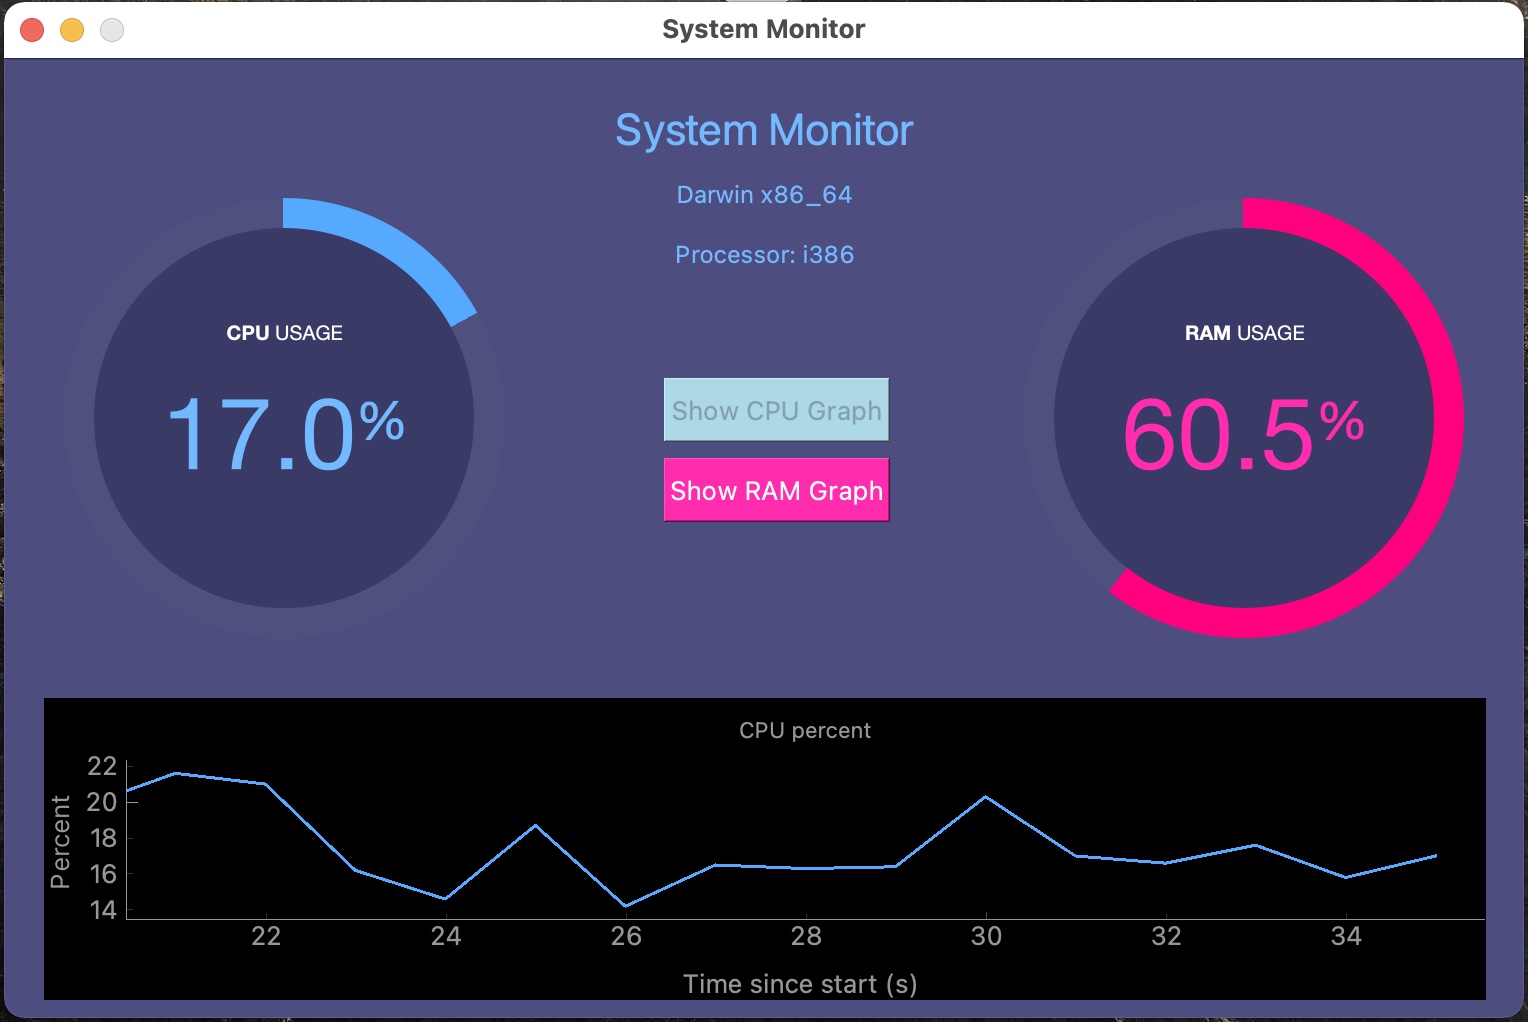 System Monitor
System Monitor
Darwin x86_64
Processor: i386
CPU USAGE
17.0%
Show CPU Graph
Show RAM Graph
RAM USAGE
60.5%
CPU percent
Percent
22
20
18
16
14
22 24 26 28 30 32 34
Time since start (s)